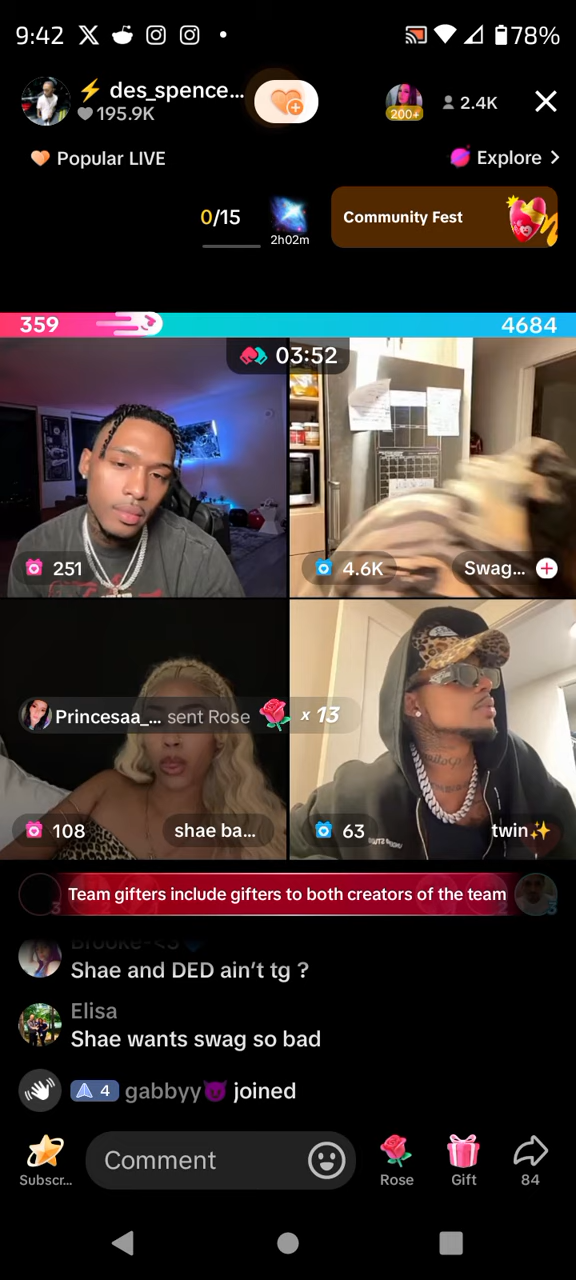 9:42
78%
des_spence...
195.9K
200+
2.4K
Popular LIVE
Explore >
0/15
2h02m
Community Fest
359
4684
03:52
251
4.6K
Swag...
Princesaa_... sent Rose x 13
108
shae ba...
63
twin✨
Team gifters include gifters to both creators of the team
Brooke-<3💙
Shae and DED ain't tg ?
Elisa
Shae wants swag so bad
4 gabbyy😈 joined
Comment
Subscr...
Rose
Gift
84